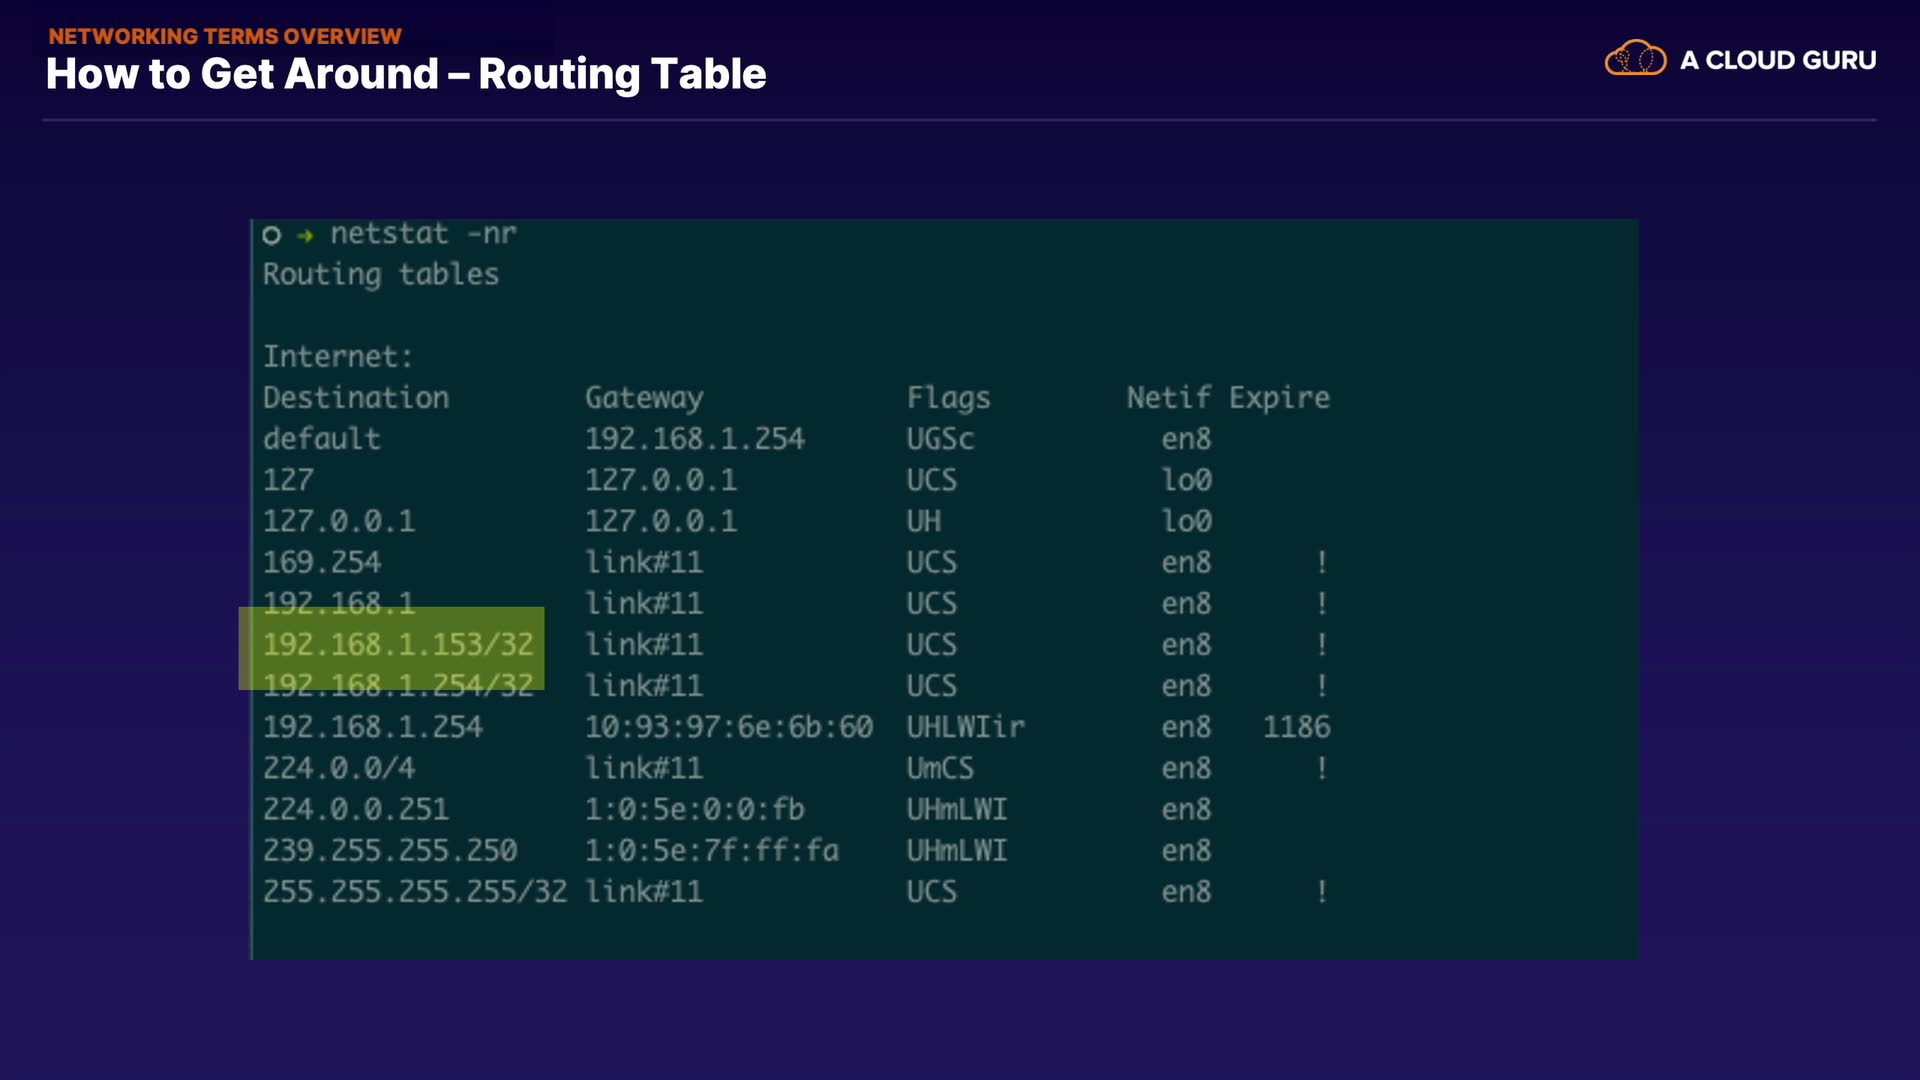 NETWORKING TERMS OVERVIEW
How to Get Around – Routing Table
A CLOUD GURU
netstat -nr
Routing tables
Internet:
Destination Gateway Flags Netif Expire
default 192.168.1.254 UGSc en8
127 127.0.0.1 UCS lo0
127.0.0.1 127.0.0.1 UH lo0
169.254 link#11 UCS en8 !
192.168.1 link#11 UCS en8 !
192.168.1.153/32 link#11 UCS en8 !
192.168.1.254/32 link#11 UCS en8 !
192.168.1.254 10:93:97:6e:6b:60 UHLWIir en8 1186
224.0.0/4 link#11 UmCS en8 !
224.0.0.251 1:0:5e:0:0:fb UHmLWI en8
239.255.255.250 1:0:5e:7f:ff:fa UHmLWI en8
255.255.255.255/32 link#11 UCS en8 !